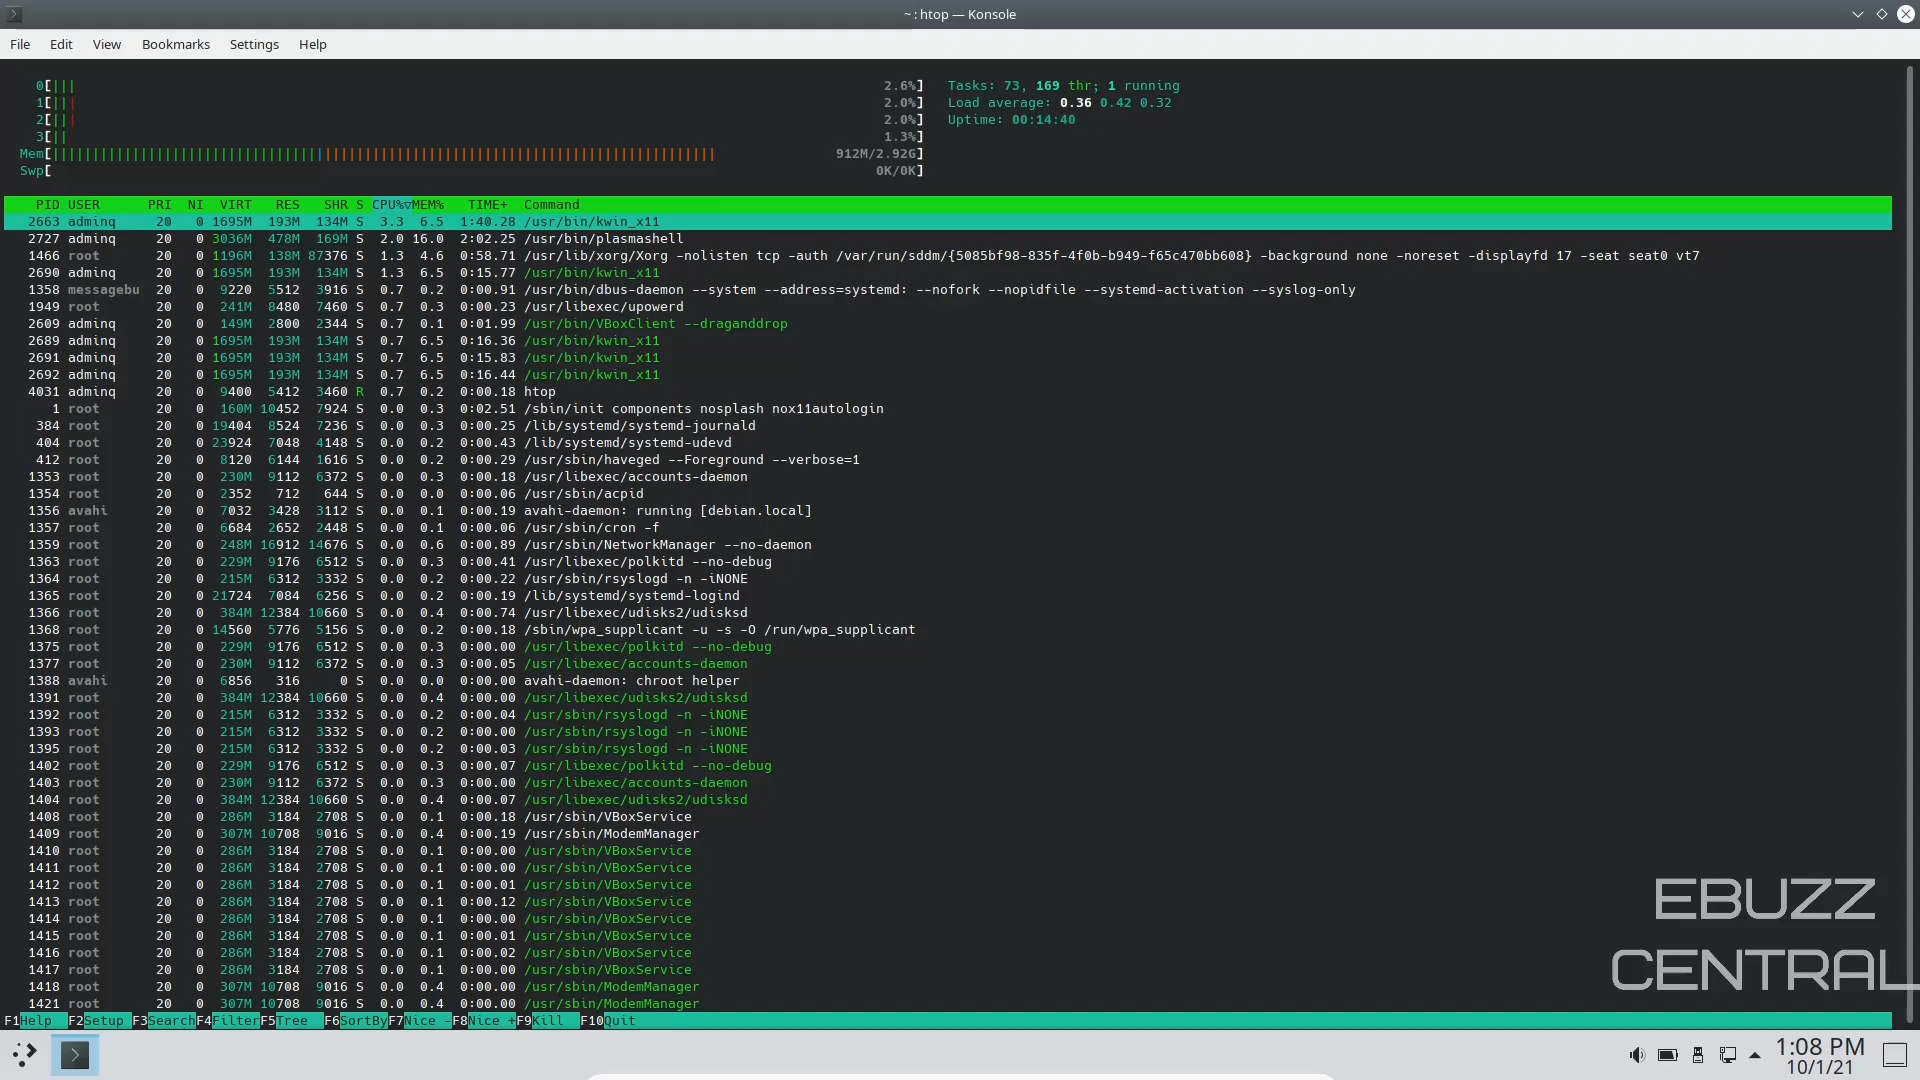 ~ : htop — Konsole
File Edit View Bookmarks Settings Help
0[||| 2.6%] Tasks: 73, 169 thr; 1 running
1[||| 2.0%] Load average: 0.36 0.42 0.32
2[||| 2.0%] Uptime: 00:14:40
3[|| 1.3%]
Mem[ 912M/2.92G]
Swp[ 0K/0K]
PID USER PRI NI VIRT RES SHR S CPU%▽MEM% TIME+ Command
2663 adminq 20 0 1695M 193M 134M S 3.3 6.5 1:40.28 /usr/bin/kwin_x11
2727 adminq 20 0 3036M 478M 169M S 2.0 16.0 2:02.25 /usr/bin/plasmashell
1466 root 20 0 1196M 138M 87376 S 1.3 4.6 0:58.71 /usr/lib/xorg/Xorg -nolisten tcp -auth /var/run/sddm/{5085bf98-835f-4f0b-b949-f65c470bb608} -background none -noreset -displayfd 17 -seat seat0 vt7
2690 adminq 20 0 1695M 193M 134M S 1.3 6.5 0:15.77 /usr/bin/kwin_x11
1358 messagebu 20 0 9220 5512 3916 S 0.7 0.2 0:00.91 /usr/bin/dbus-daemon --system --address=systemd: --nofork --nopidfile --systemd-activation --syslog-only
1949 root 20 0 241M 8480 7460 S 0.7 0.3 0:00.23 /usr/libexec/upowerd
2609 adminq 20 0 149M 2800 2344 S 0.7 0.1 0:01.99 /usr/bin/VBoxClient --draganddrop
2689 adminq 20 0 1695M 193M 134M S 0.7 6.5 0:16.36 /usr/bin/kwin_x11
2691 adminq 20 0 1695M 193M 134M S 0.7 6.5 0:15.83 /usr/bin/kwin_x11
2692 adminq 20 0 1695M 193M 134M S 0.7 6.5 0:16.44 /usr/bin/kwin_x11
4031 adminq 20 0 9400 5412 3460 R 0.7 0.2 0:00.18 htop
1 root 20 0 160M 10452 7924 S 0.0 0.3 0:02.51 /sbin/init components nosplash nox11autologin
384 root 20 0 19404 8524 7236 S 0.0 0.3 0:00.25 /lib/systemd/systemd-journald
404 root 20 0 23924 7048 4148 S 0.0 0.2 0:00.43 /lib/systemd/systemd-udevd
412 root 20 0 8120 6144 1616 S 0.0 0.2 0:00.29 /usr/sbin/haveged --Foreground --verbose=1
1353 root 20 0 230M 9112 6372 S 0.0 0.3 0:00.18 /usr/libexec/accounts-daemon
1354 root 20 0 2352 712 644 S 0.0 0.0 0:00.06 /usr/sbin/acpid
1356 avahi 20 0 7032 3428 3112 S 0.0 0.1 0:00.19 avahi-daemon: running [debian.local]
1357 root 20 0 6684 2652 2448 S 0.0 0.1 0:00.06 /usr/sbin/cron -f
1359 root 20 0 248M 16912 14676 S 0.0 0.6 0:00.89 /usr/sbin/NetworkManager --no-daemon
1363 root 20 0 229M 9176 6512 S 0.0 0.3 0:00.41 /usr/libexec/polkitd --no-debug
1364 root 20 0 215M 6312 3332 S 0.0 0.2 0:00.22 /usr/sbin/rsyslogd -n -iNONE
1365 root 20 0 21724 7084 6256 S 0.0 0.2 0:00.19 /lib/systemd/systemd-logind
1366 root 20 0 384M 12384 10660 S 0.0 0.4 0:00.74 /usr/libexec/udisks2/udisksd
1368 root 20 0 14560 5776 5156 S 0.0 0.2 0:00.18 /sbin/wpa_supplicant -u -s -O /run/wpa_supplicant
1375 root 20 0 229M 9176 6512 S 0.0 0.3 0:00.00 /usr/libexec/polkitd --no-debug
1377 root 20 0 230M 9112 6372 S 0.0 0.3 0:00.05 /usr/libexec/accounts-daemon
1388 avahi 20 0 6856 316 0 S 0.0 0.0 0:00.00 avahi-daemon: chroot helper
1391 root 20 0 384M 12384 10660 S 0.0 0.4 0:00.00 /usr/libexec/udisks2/udisksd
1392 root 20 0 215M 6312 3332 S 0.0 0.2 0:00.04 /usr/sbin/rsyslogd -n -iNONE
1393 root 20 0 215M 6312 3332 S 0.0 0.2 0:00.00 /usr/sbin/rsyslogd -n -iNONE
1395 root 20 0 215M 6312 3332 S 0.0 0.2 0:00.03 /usr/sbin/rsyslogd -n -iNONE
1402 root 20 0 229M 9176 6512 S 0.0 0.3 0:00.07 /usr/libexec/polkitd --no-debug
1403 root 20 0 230M 9112 6372 S 0.0 0.3 0:00.00 /usr/libexec/accounts-daemon
1404 root 20 0 384M 12384 10660 S 0.0 0.4 0:00.07 /usr/libexec/udisks2/udisksd
1408 root 20 0 286M 3184 2708 S 0.0 0.1 0:00.18 /usr/sbin/VBoxService
1409 root 20 0 307M 10708 9016 S 0.0 0.4 0:00.19 /usr/sbin/ModemManager
1410 root 20 0 286M 3184 2708 S 0.0 0.1 0:00.00 /usr/sbin/VBoxService
1411 root 20 0 286M 3184 2708 S 0.0 0.1 0:00.00 /usr/sbin/VBoxService
1412 root 20 0 286M 3184 2708 S 0.0 0.1 0:00.01 /usr/sbin/VBoxService
1413 root 20 0 286M 3184 2708 S 0.0 0.1 0:00.12 /usr/sbin/VBoxService
1414 root 20 0 286M 3184 2708 S 0.0 0.1 0:00.00 /usr/sbin/VBoxService
1415 root 20 0 286M 3184 2708 S 0.0 0.1 0:00.01 /usr/sbin/VBoxService
1416 root 20 0 286M 3184 2708 S 0.0 0.1 0:00.02 /usr/sbin/VBoxService
1417 root 20 0 286M 3184 2708 S 0.0 0.1 0:00.00 /usr/sbin/VBoxService
1418 root 20 0 307M 10708 9016 S 0.0 0.4 0:00.00 /usr/sbin/ModemManager
1421 root 20 0 307M 10708 9016 S 0.0 0.4 0:00.00 /usr/sbin/ModemManager
EBUZZ
CENTRAL
F1Help F2Setup F3SearchF4FilterF5Tree F6SortByF7Nice -F8Nice +F9Kill F10Quit
1:08 PM
10/1/21